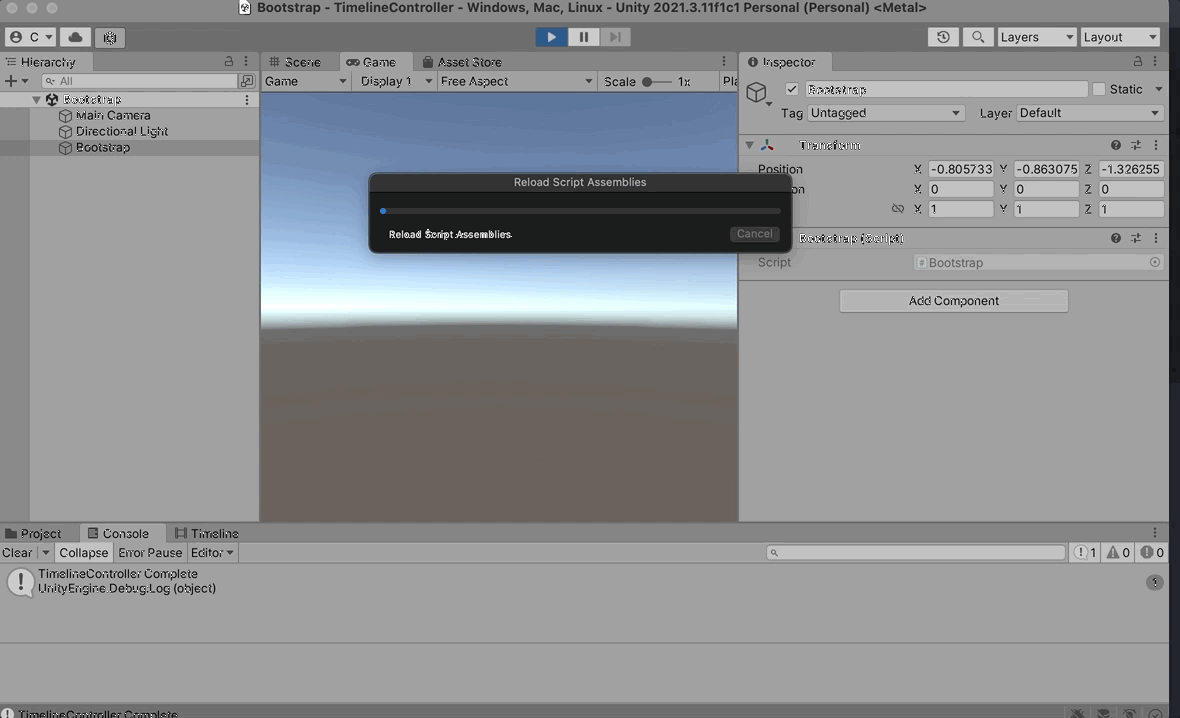 Bootstrap - TimelineController - Windows, Mac, Linux - Unity 2021.3.11f1c1 Personal (Personal) <Metal>
C
Layers
Layout
Hierarchy
All
Bootstrap
Main Camera
Directional Light
Bootstrap
Scene
Game
Asset Store
Game
Display 1
Free Aspect
Scale
1x
Pla
Reload Script Assemblies
Reload Script Assemblies
Cancel
Inspector
Bootstrap
Static
Tag
Untagged
Layer
Default
Transform
Position
X -0.805733 Y -0.863075 Z -1.326255
on
X 0 Y 0 Z 0
X 1 Y 1 Z 1
Bootstrap (Script)
Script
# Bootstrap
Add Component
Project
Console
Timeline
Clear
Collapse
Error Pause
Editor
1
0
0
TimelineController Complete
UnityEngine.Debug:Log (object)
1
TimelineController Complete